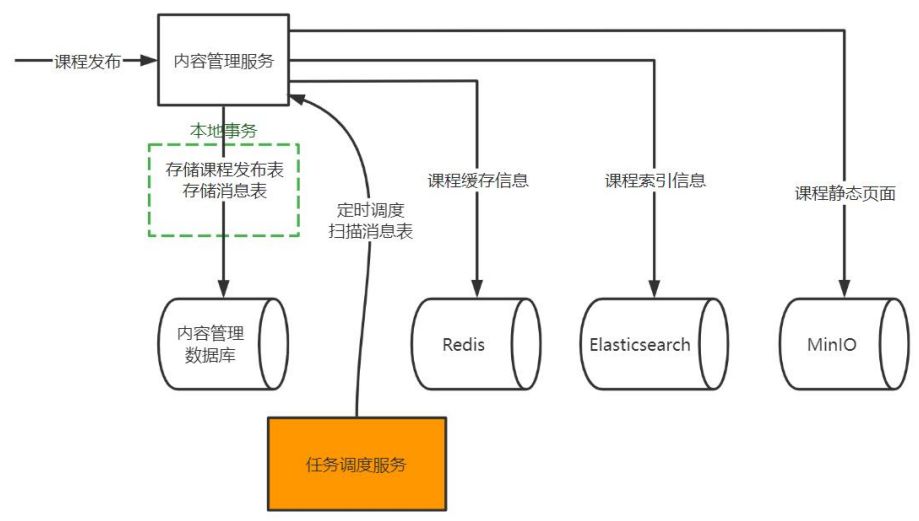 课程发布
内容管理服务
本地事务
存储课程发布表
存储消息表
定时调度
扫描消息表
课程缓存信息
课程索引信息
课程静态页面
内容管理
数据库
Redis
Elasticsearch
MinIO
任务调度服务